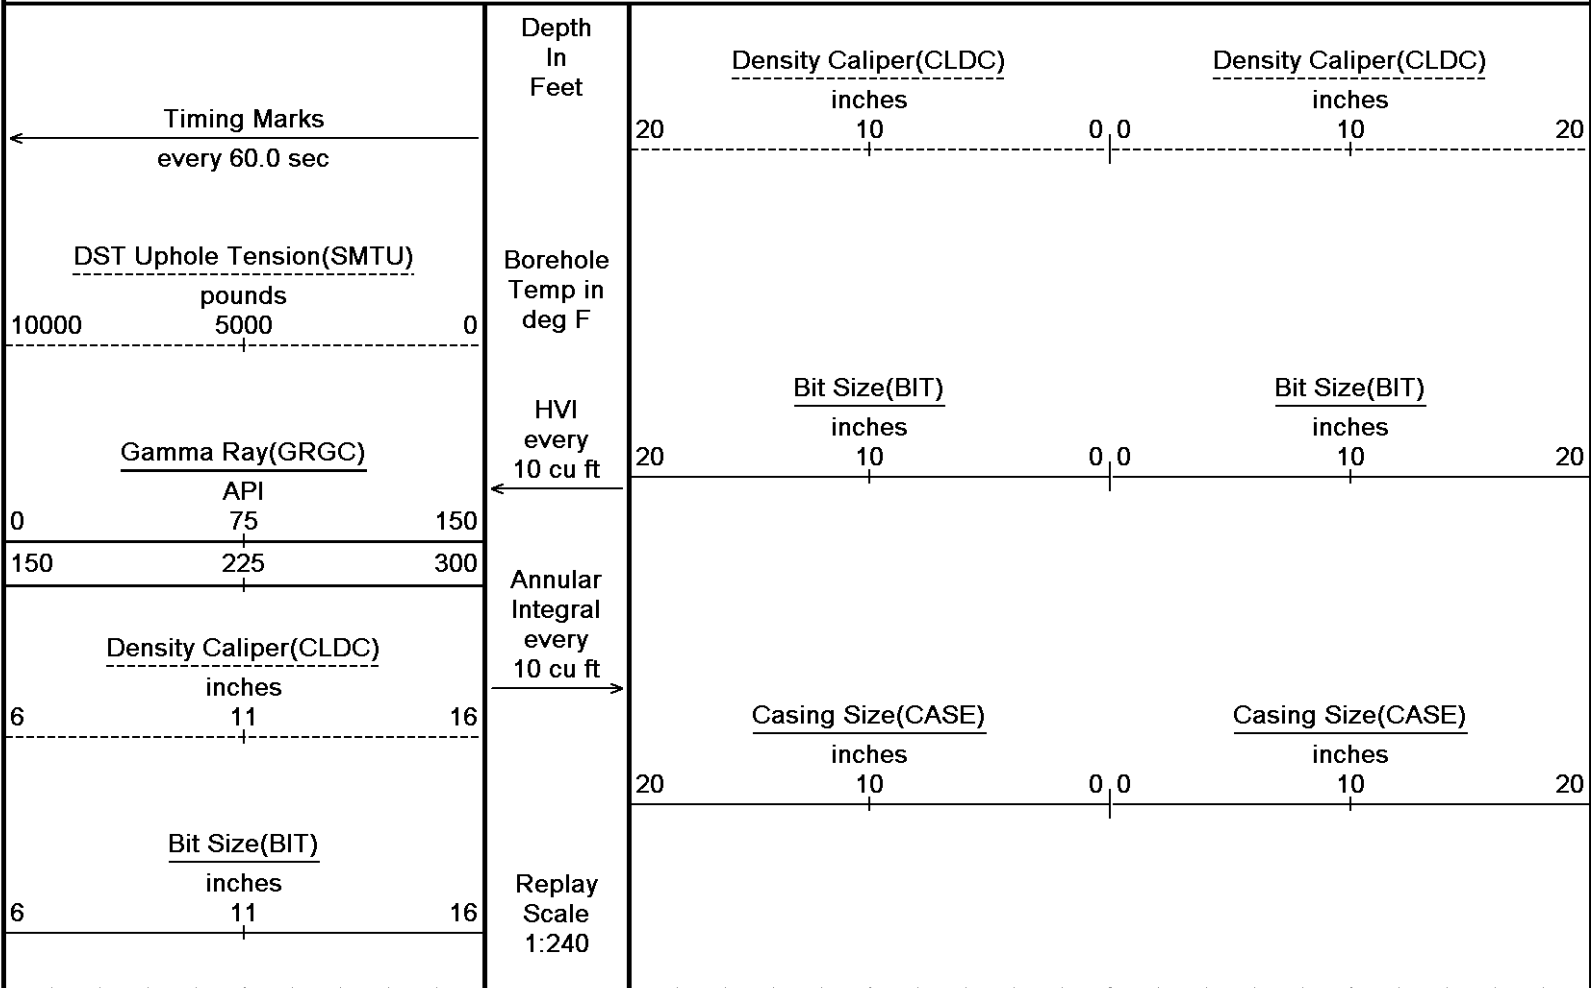 Timing Marks
every 60.0 sec
DST Uphole Tension(SMTU)
pounds
10000 5000 0
Gamma Ray(GRGC)
API
0 75 150
150 225 300
Density Caliper(CLDC)
inches
6 11 16
Bit Size(BIT)
inches
6 11 16
Depth
In
Feet
Borehole
Temp in
deg F
HVI
every
10 cu ft
Annular
Integral
every
10 cu ft
Replay
Scale
1:240
Density Caliper(CLDC)
inches
20 10 0
Density Caliper(CLDC)
inches
0 10 20
Bit Size(BIT)
inches
20 10 0
Bit Size(BIT)
inches
0 10 20
Casing Size(CASE)
inches
20 10 0
Casing Size(CASE)
inches
0 10 20